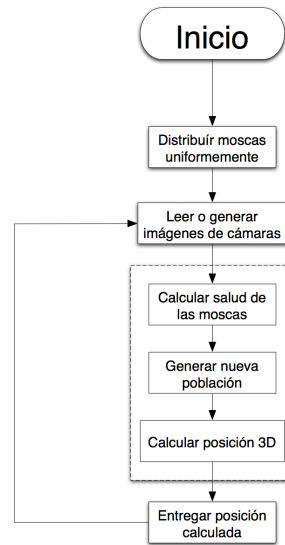 Inicio
Distribuír moscas
uniformemente
Leer o generar
imágenes de cámaras
Calcular salud de
las moscas
Generar nueva
población
Calcular posición 3D
Entregar posición
calculada